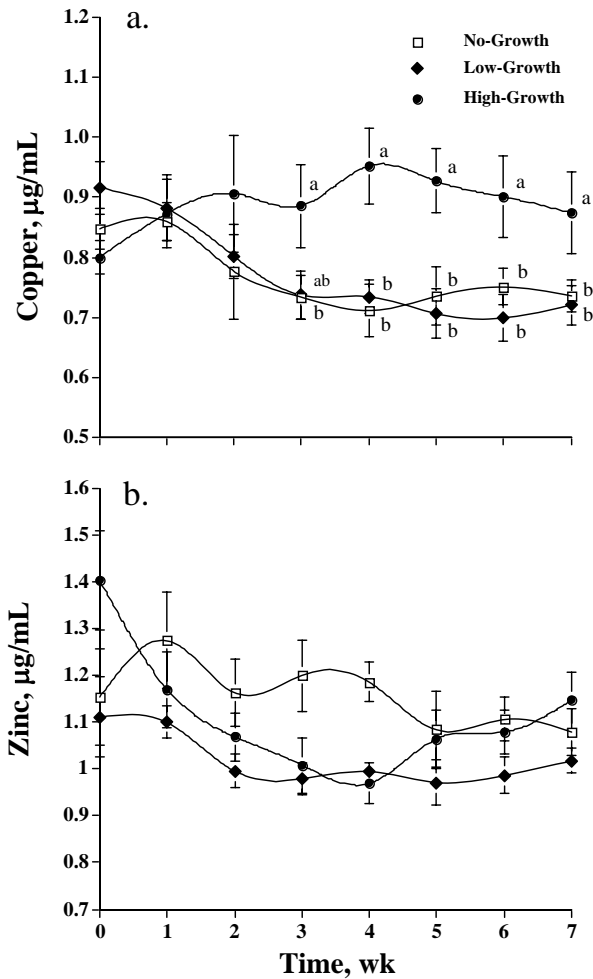 a.
1.2
1.1
1.0
0.9
0.8
0.7
0.6
0.5
Copper, µg/mL
No-Growth
Low-Growth
High-Growth
a a a a a
ab b b b b
b b b b b
b.
1.6
1.5
1.4
1.3
1.2
1.1
1
0.9
0.8
0.7
Zinc, µg/mL
0 1 2 3 4 5 6 7
Time, wk